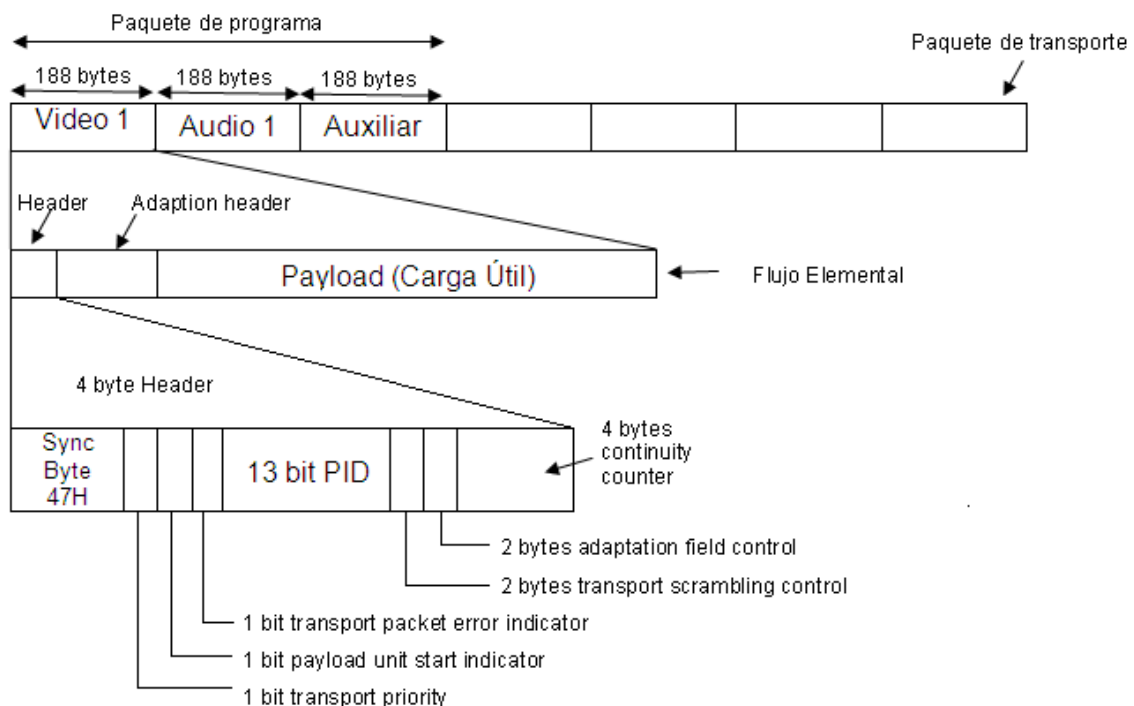 Paquete de programa
Paquete de transporte
188 bytes
188 bytes
188 bytes
Video 1
Audio 1
Auxiliar
Header
Adaption header
Payload (Carga Útil)
Flujo Elemental
4 byte Header
Sync
Byte
47H
13 bit PID
4 bytes
continuity
counter
2 bytes adaptation field control
2 bytes transport scrambling control
1 bit transport packet error indicator
1 bit payload unit start indicator
1 bit transport priority